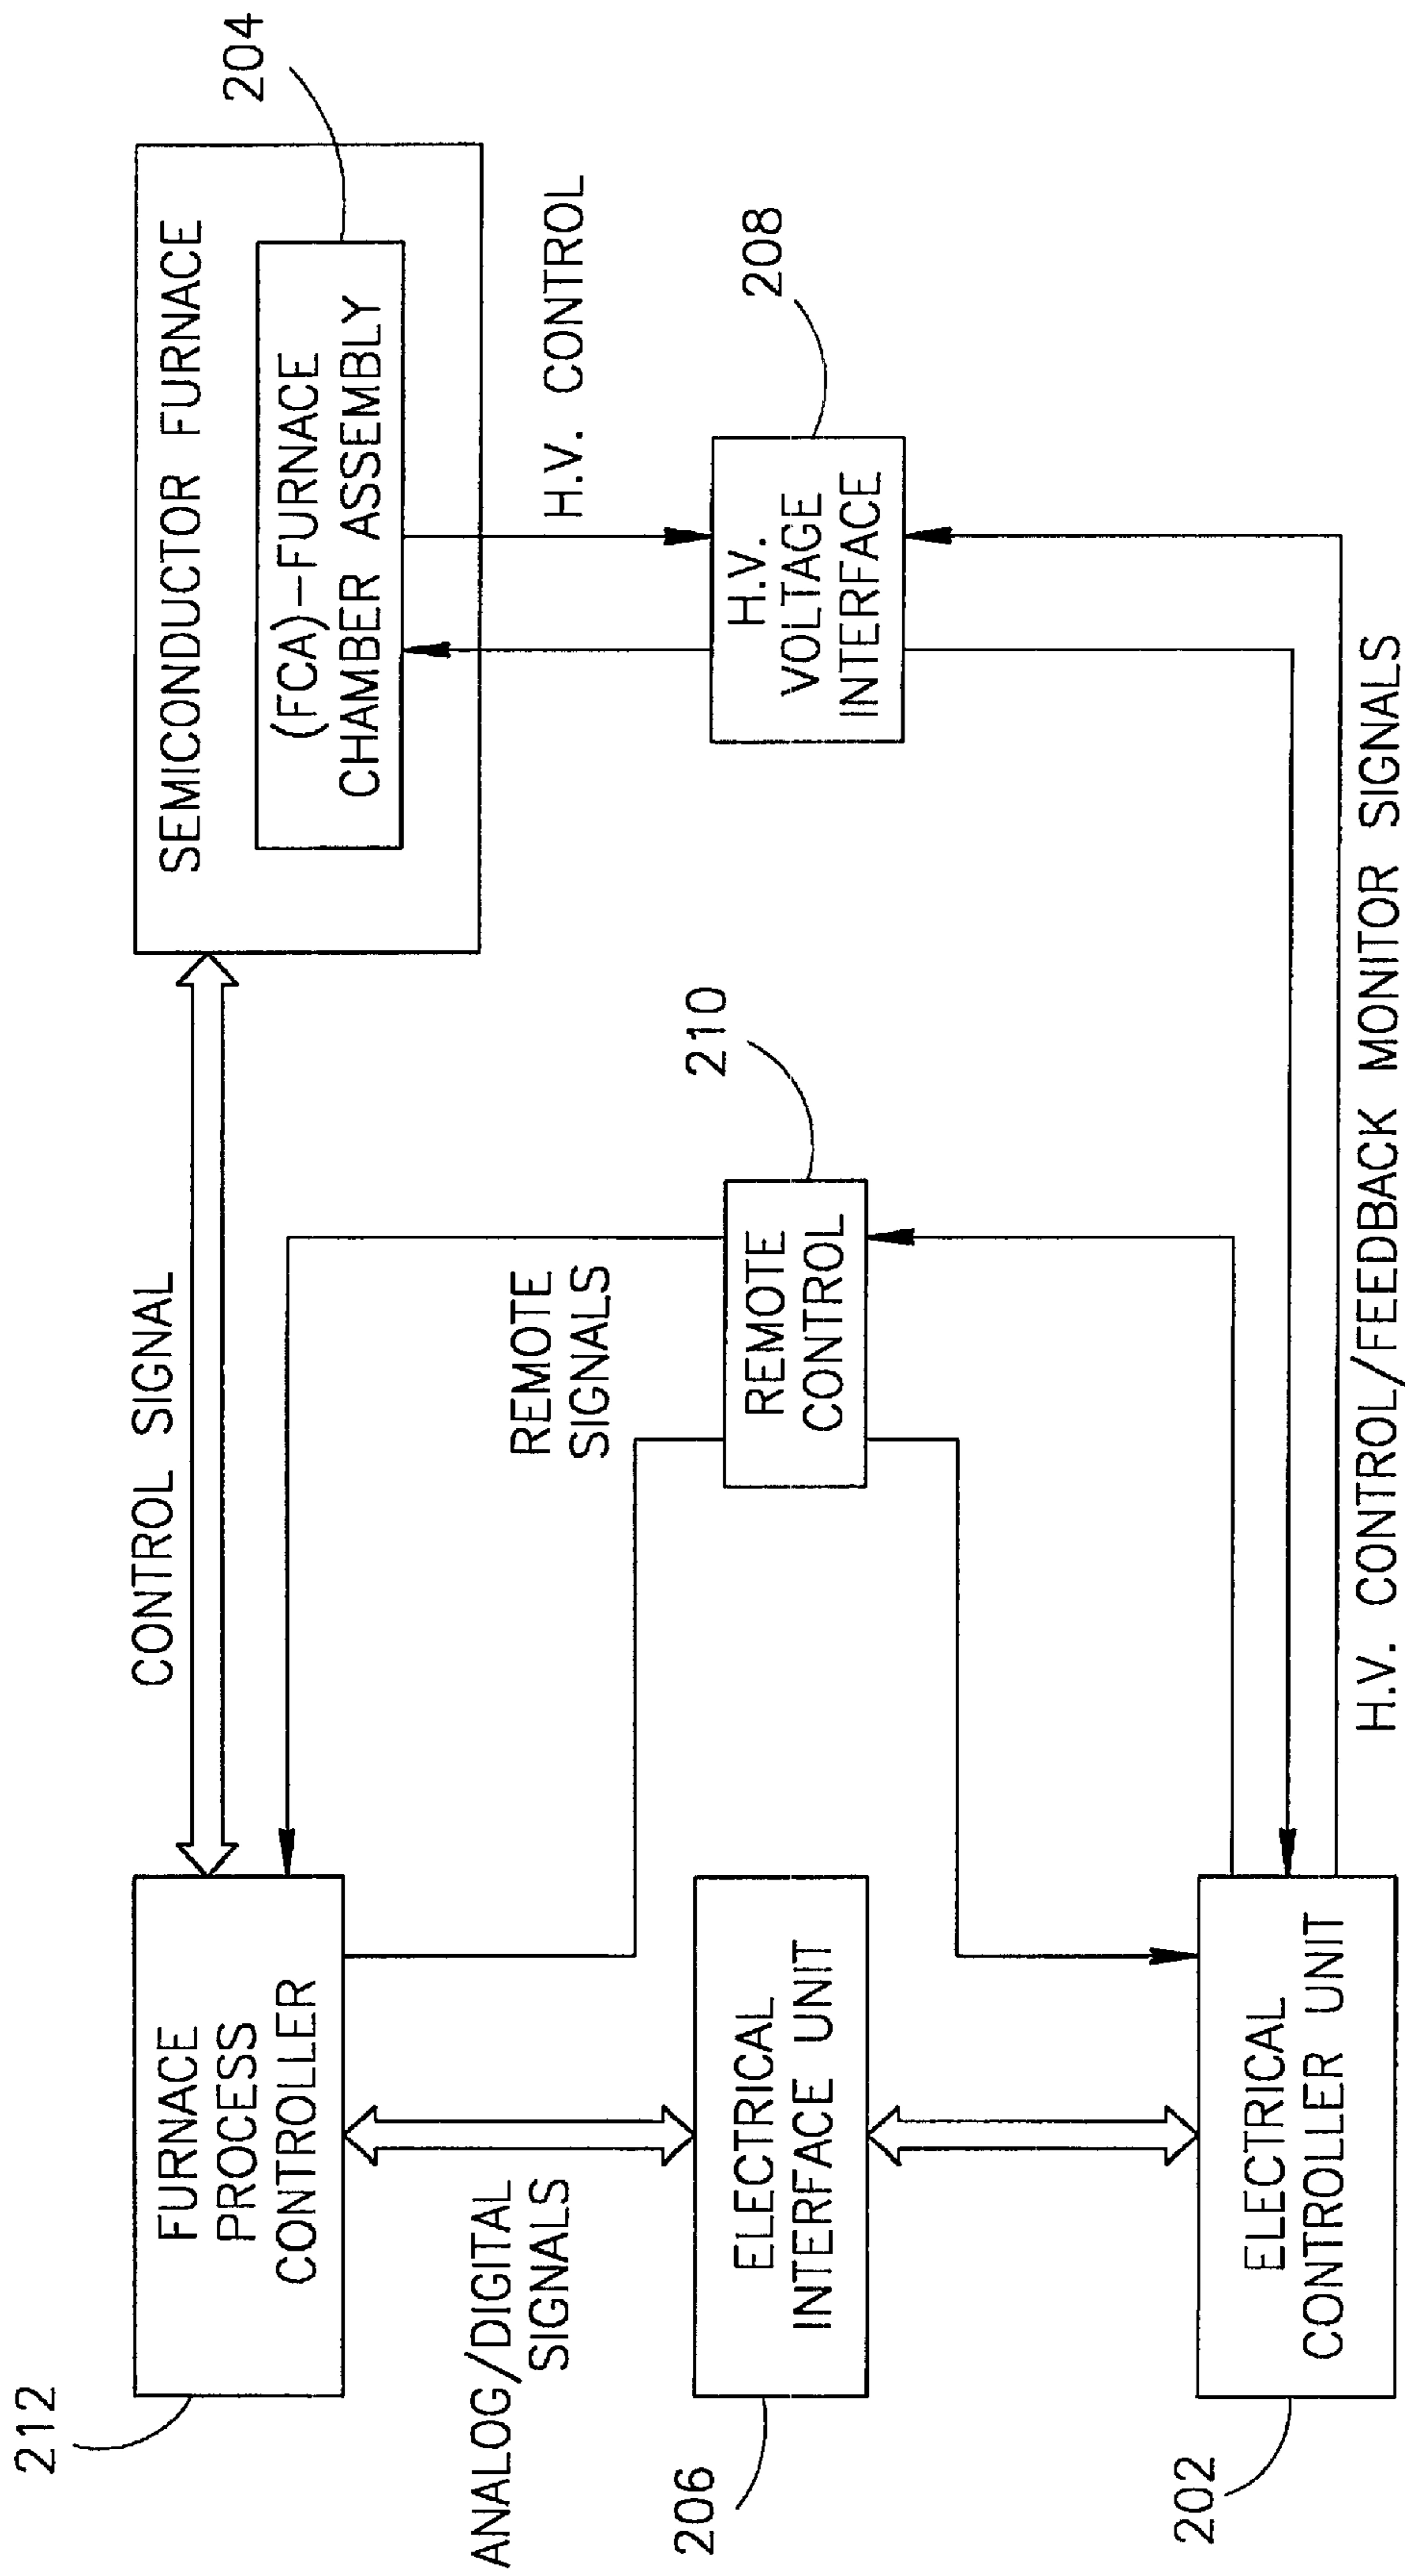 212
FURNACE
PROCESS
CONTROLLER
CONTROL SIGNAL
SEMICONDUCTOR FURNACE
(FCA)-FURNACE
CHAMBER ASSEMBLY
204
ANALOG/DIGITAL
SIGNALS
REMOTE
SIGNALS
H.V. CONTROL
206
ELECTRICAL
INTERFACE UNIT
REMOTE
CONTROL
210
H.V.
VOLTAGE
INTERFACE
208
202
ELECTRICAL
CONTROLLER UNIT
H.V. CONTROL/FEEDBACK MONITOR SIGNALS